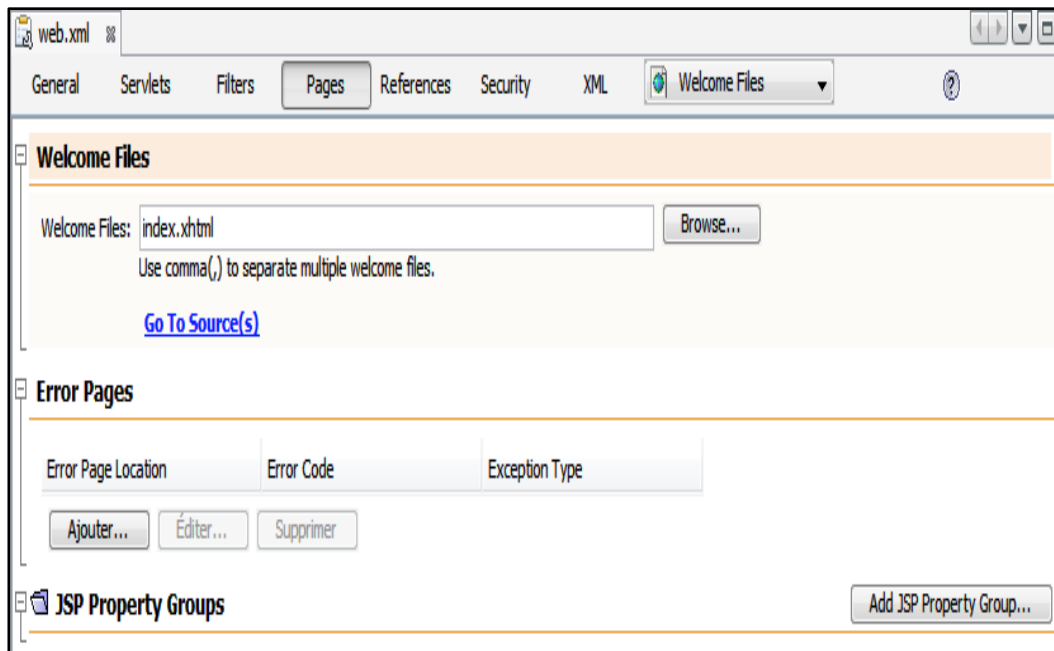 web.xml
General Servlets Filters Pages References Security XML Welcome Files
Welcome Files
Welcome Files: index.xhtml Browse...
Use comma(,) to separate multiple welcome files.
Go To Source(s)
Error Pages
Error Page Location Error Code Exception Type
Ajouter... Éditer... Supprimer
JSP Property Groups Add JSP Property Group...